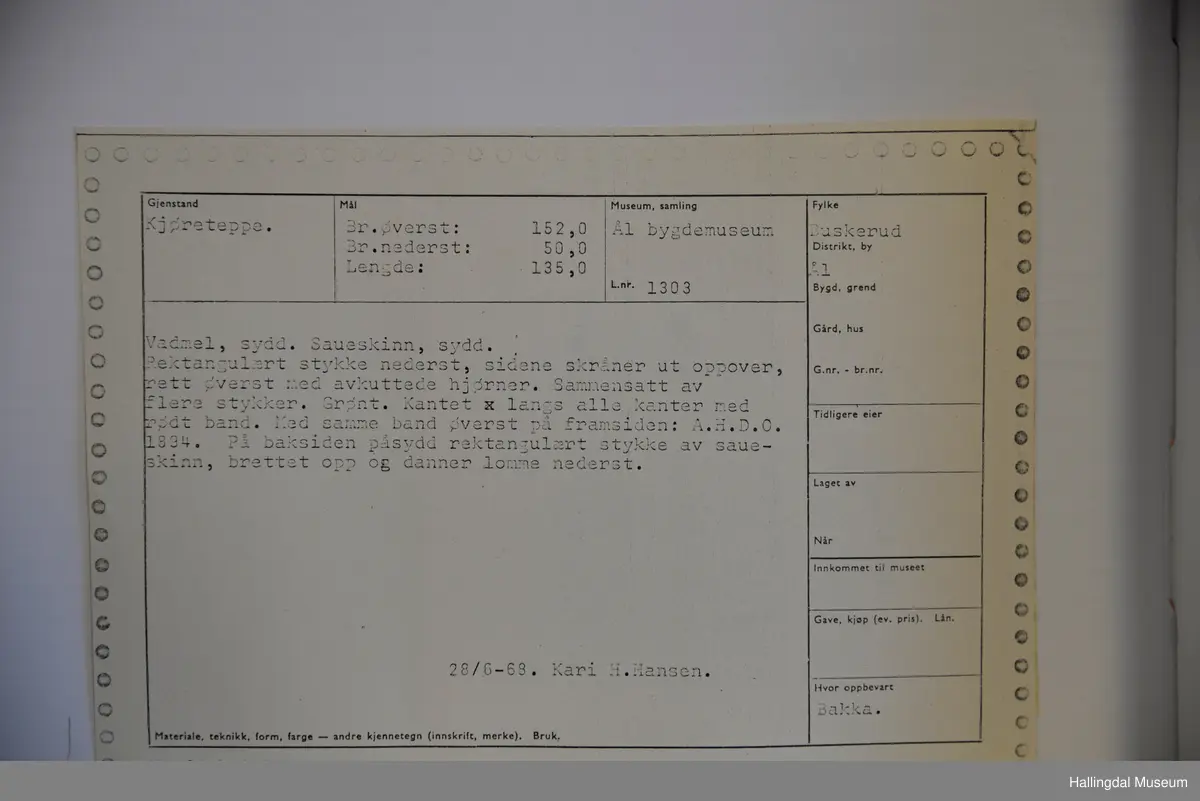 Gjenstand
Kjøreteppe.
Mål
Br.øverst: 152,0
Br.nederst: 50,0
Lengde: 135,0
Museum, samling
Ål bygdemuseum
L.nr. 1303
Fylke
Buskerud
Distrikt, by
Ål
Bygd, grend
Gård, hus
G.nr. - br.nr.
Tidligere eier
Laget av
Når
Innkommet til museet
Gave, kjøp (ev. pris). Lån.
Hvor oppbevart
Bakka.
Vadmel, sydd. Saueskinn, sydd.
Rektangulært stykke nederst, sidene skråner ut oppover,
rett øverst med avkuttede hjørner. Sammensatt av
flere stykker. Grønt. Kantet x langs alle kanter med
rødt band. Med samme band øverst på framsiden: A.H.D.O.
1834. På baksiden påsydd rektangulært stykke av saue-
skinn, brettet opp og danner lomme nederst.
28/6-68. Kari H.Hansen.
Materiale, teknikk, form, farge — andre kjennetegn (innskrift, merke). Bruk.
Hallingdal Museum